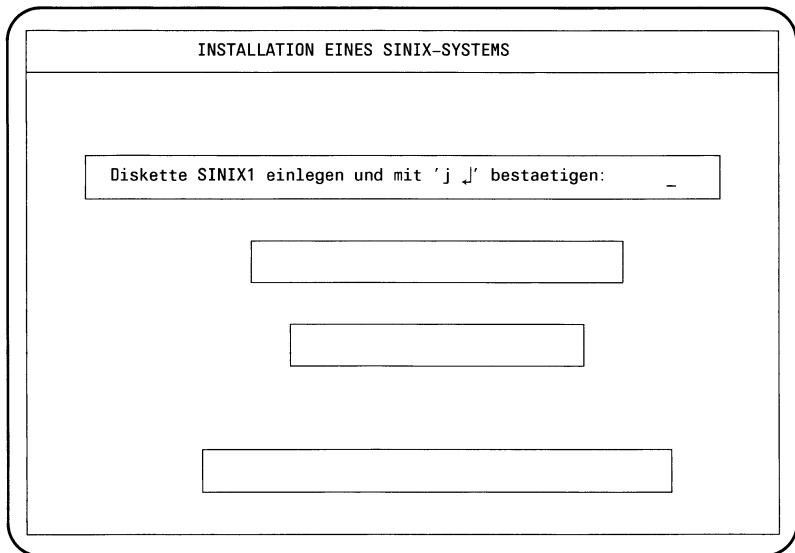 INSTALLATION EINES SINIX-SYSTEMS
Diskette SINIX1 einlegen und mit 'j ↵' bestaetigen: _